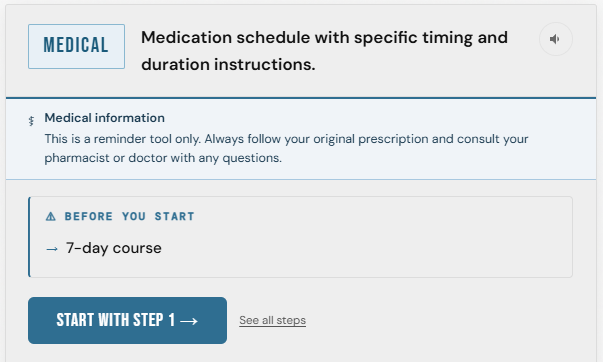 MEDICAL
Medication schedule with specific timing and
duration instructions.
Medical information
This is a reminder tool only. Always follow your original prescription and consult your
pharmacist or doctor with any questions.
⚠ BEFORE YOU START
→ 7-day course
START WITH STEP 1 →
See all steps